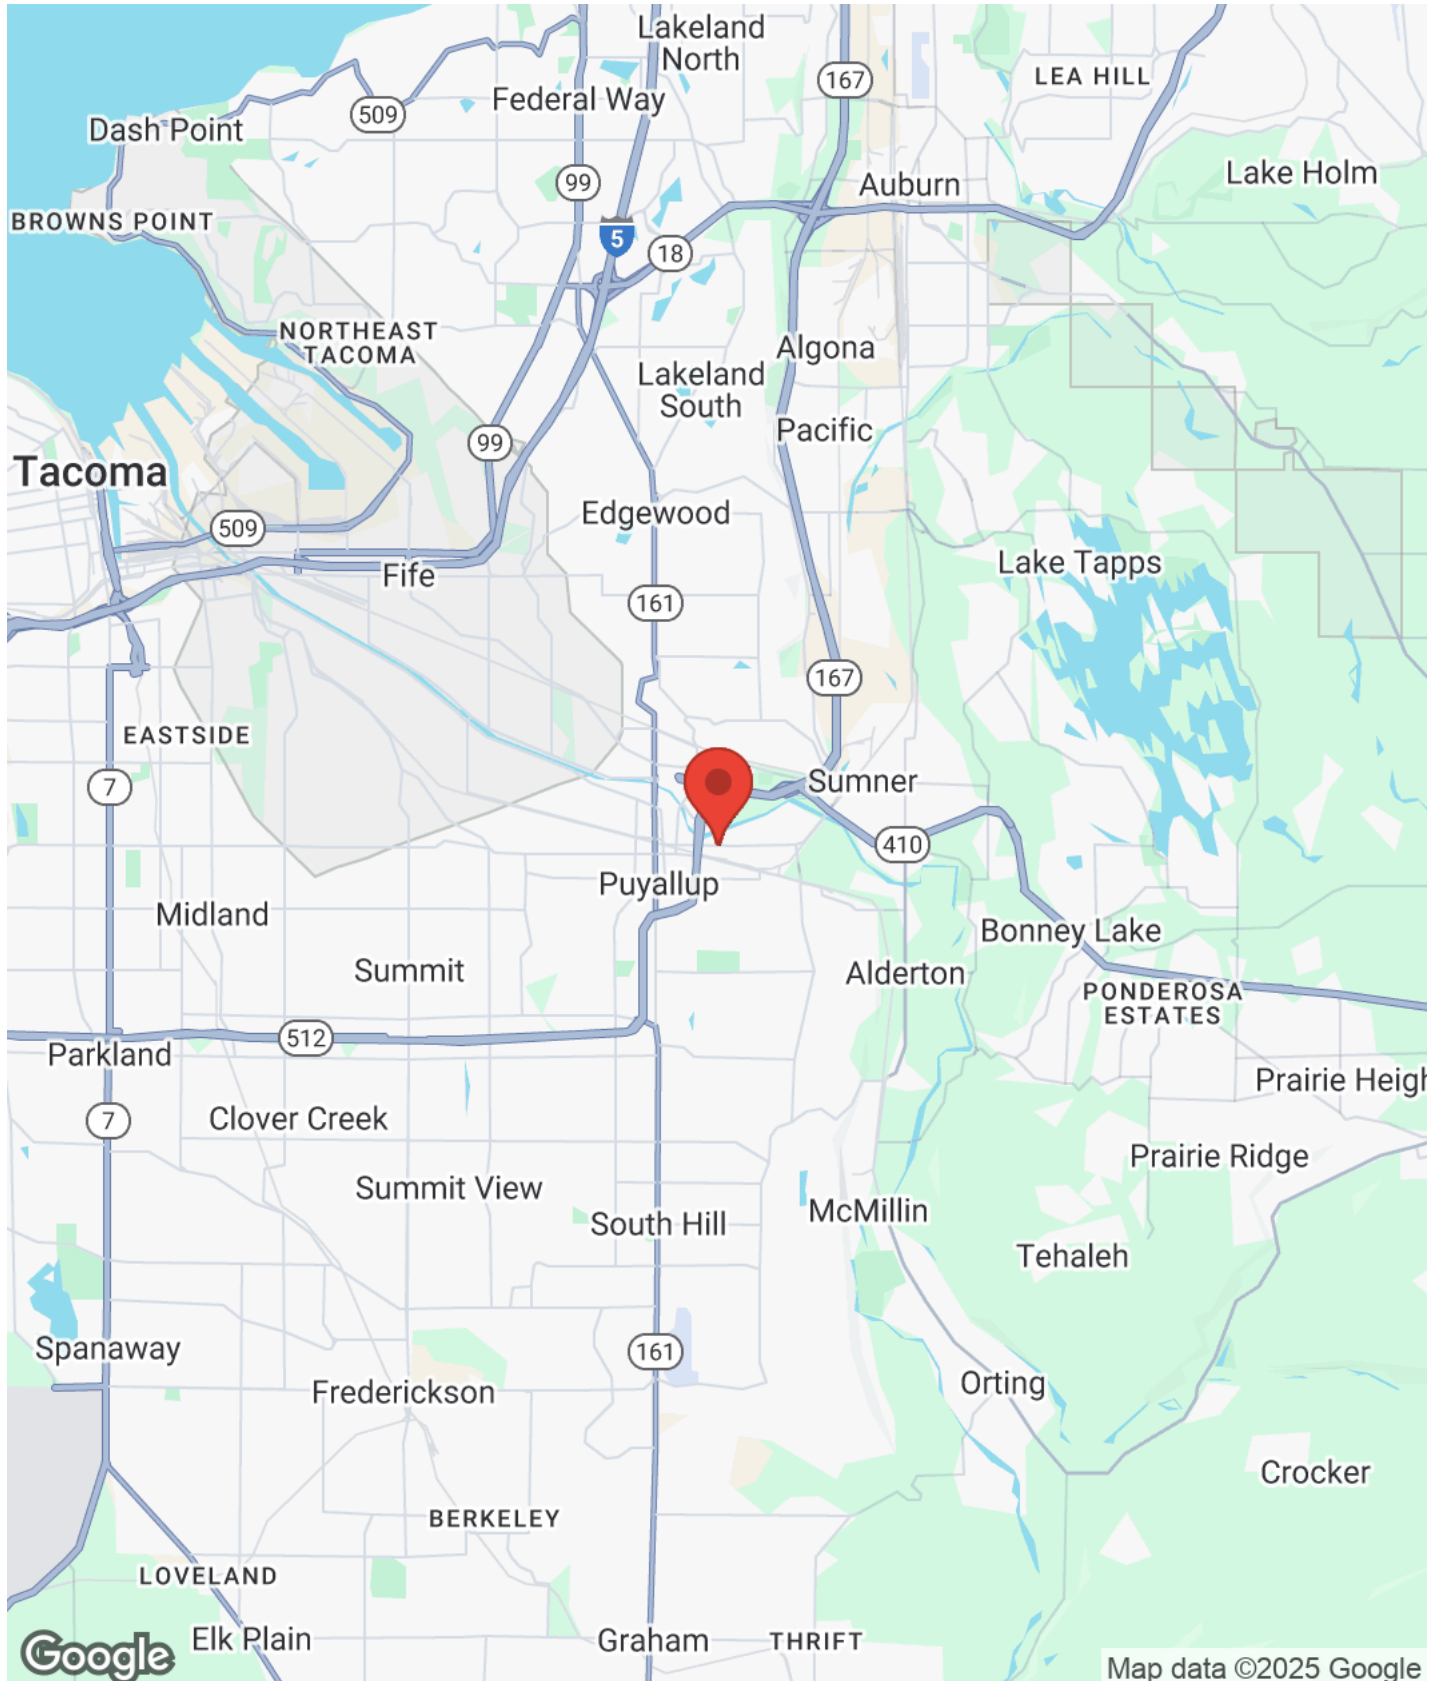 Lakeland
North
167
LEA HILL
Federal Way
509
Dash Point
99
Auburn
Lake Holm
BROWNS POINT
5
18
NORTHEAST
TACOMA
Algona
Lakeland
South
Pacific
99
Tacoma
Edgewood
509
Lake Tapps
Fife
161
167
EASTSIDE
7
Sumner
410
Puyallup
Midland
Bonney Lake
Summit
Alderton
PONDEROSA
ESTATES
512
Parkland
Prairie Heigh
7
Clover Creek
Prairie Ridge
Summit View
McMillin
South Hill
Tehaleh
Spanaway
161
Frederickson
Orting
Crocker
BERKELEY
LOVELAND
Elk Plain
Graham
THRIFT
Google
Map data ©2025 Google